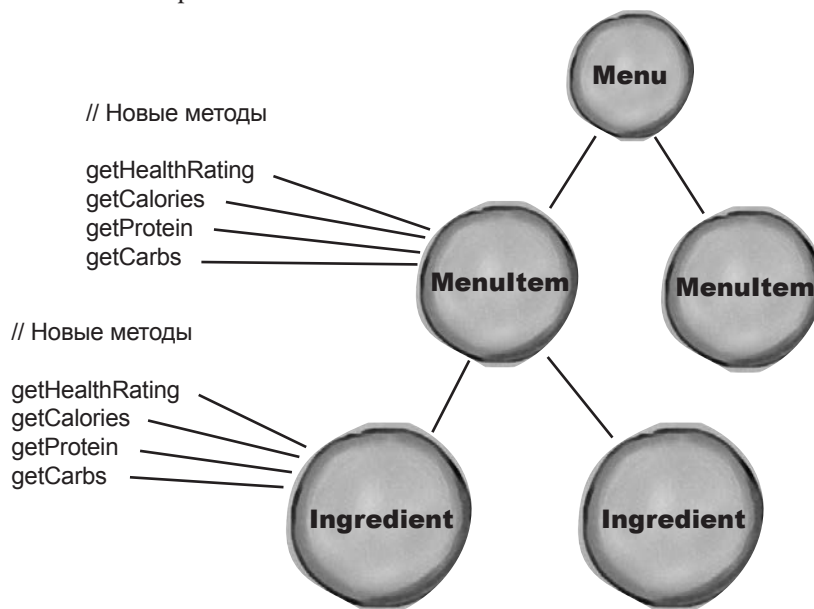 Menu
// Новые методы
getHealthRating
getCalories
getProtein
getCarbs
MenuItem
MenuItem
// Новые методы
getHealthRating
getCalories
getProtein
getCarbs
Ingredient
Ingredient